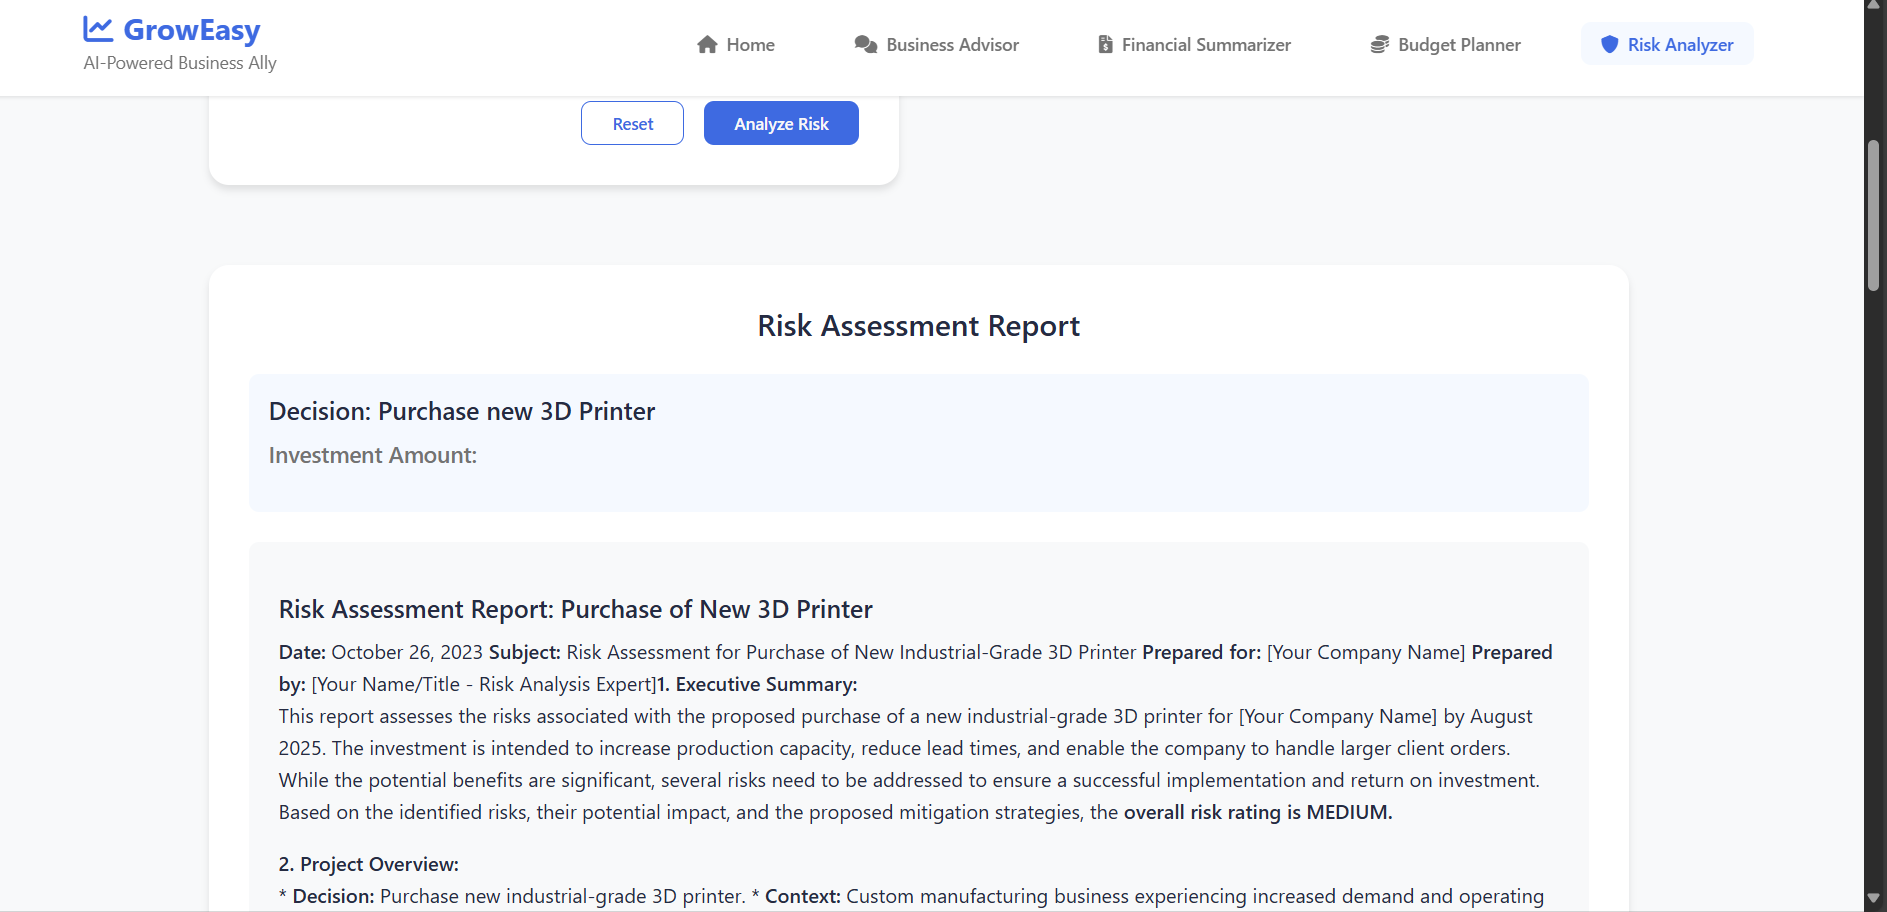 GrowEasy
AI-Powered Business Ally
Home
Business Advisor
Financial Summarizer
Budget Planner
Risk Analyzer
Reset
Analyze Risk
Risk Assessment Report
Decision: Purchase new 3D Printer
Investment Amount:
Risk Assessment Report: Purchase of New 3D Printer
Date: October 26, 2023 Subject: Risk Assessment for Purchase of New Industrial-Grade 3D Printer Prepared for: [Your Company Name] Prepared
by: [Your Name/Title - Risk Analysis Expert]1. Executive Summary:
This report assesses the risks associated with the proposed purchase of a new industrial-grade 3D printer for [Your Company Name] by August
2025. The investment is intended to increase production capacity, reduce lead times, and enable the company to handle larger client orders.
While the potential benefits are significant, several risks need to be addressed to ensure a successful implementation and return on investment.
Based on the identified risks, their potential impact, and the proposed mitigation strategies, the overall risk rating is MEDIUM.
2. Project Overview:
* Decision: Purchase new industrial-grade 3D printer. * Context: Custom manufacturing business experiencing increased demand and operating